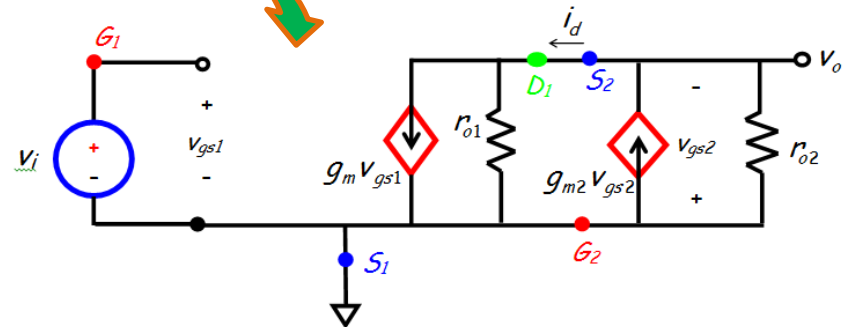 G1
id
D1
S2
vo
+
vgs1
-
vi
+
-
ro1
gm vgs1
-
vgs2
+
gm2 vgs2
ro2
G2
S1